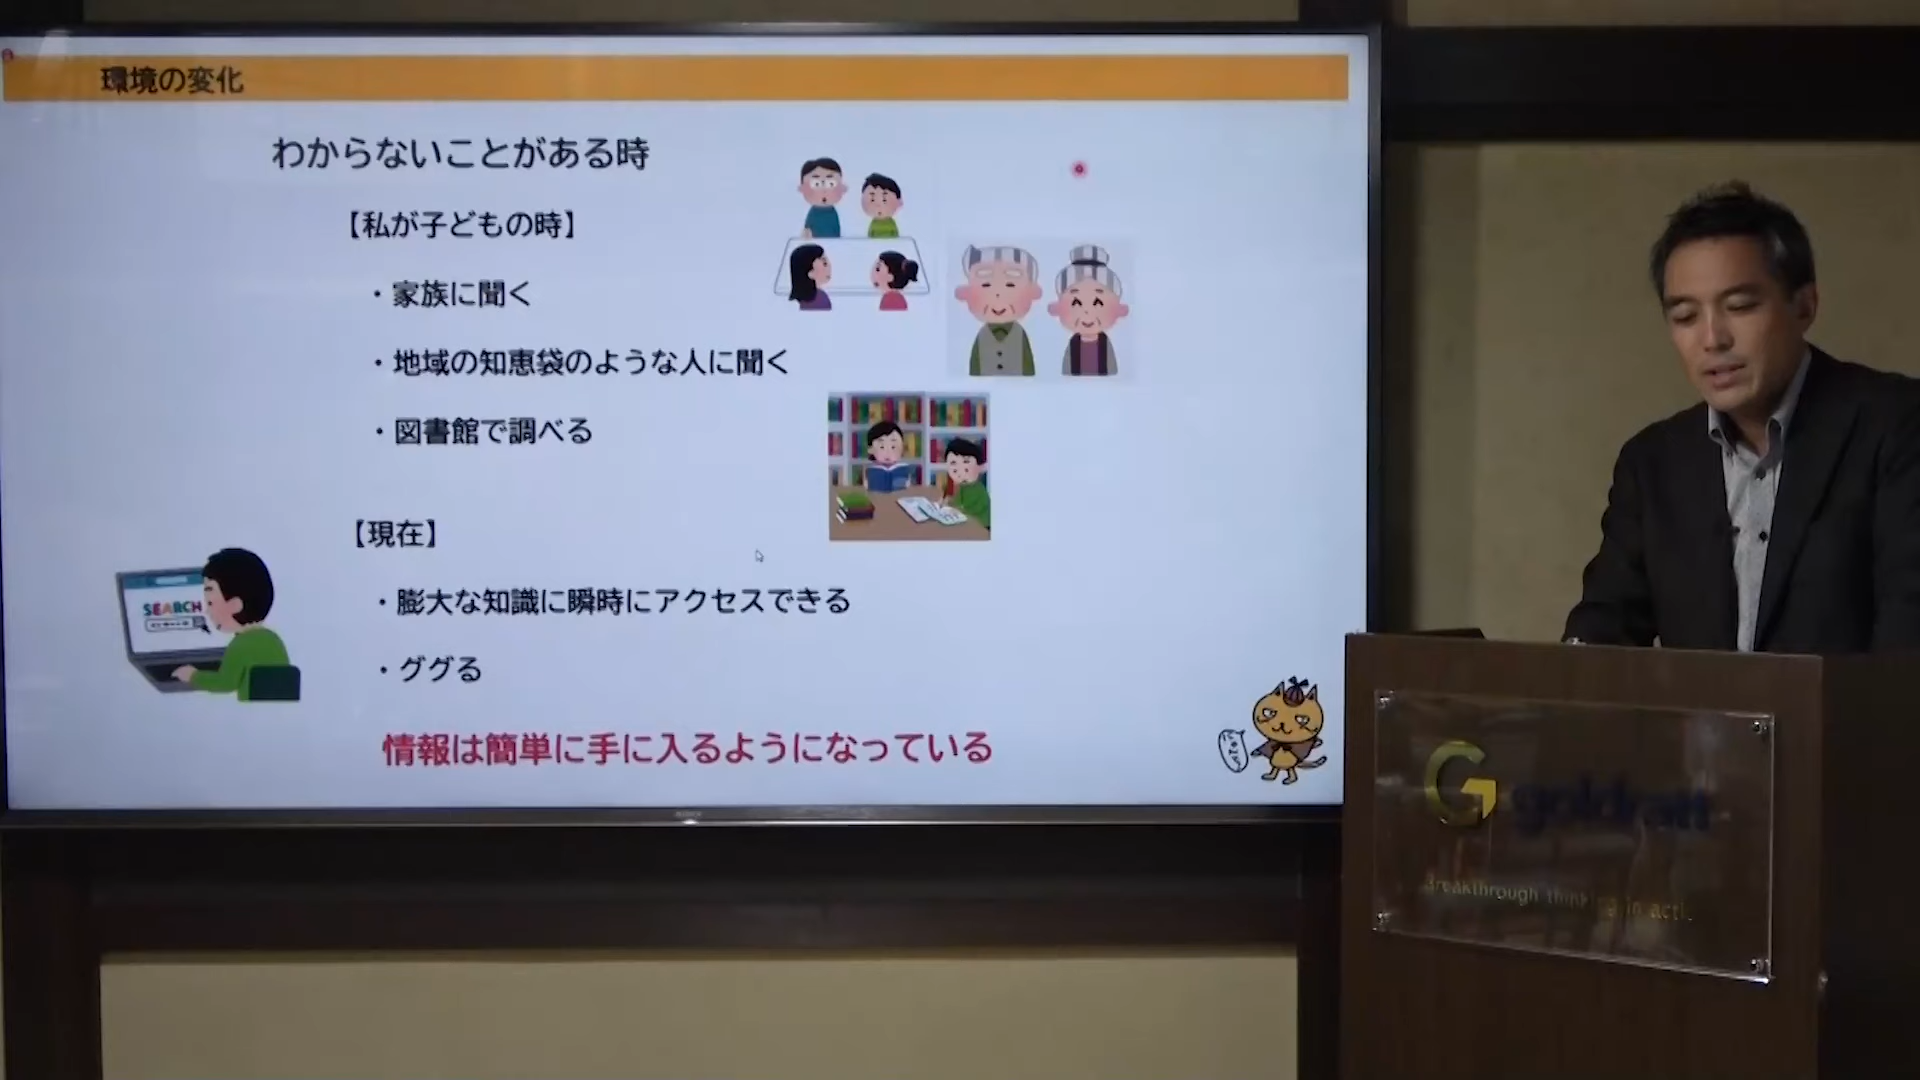 環境の変化
わからないことがある時
【私が子どもの時】
・家族に聞く
・地域の知恵袋のような人に聞く
・図書館で調べる
【現在】
・膨大な知識に瞬時にアクセスできる
・ググる
情報は簡単に手に入るようになっている
SEARCH
goldratt
Breakthrough thinking in acti